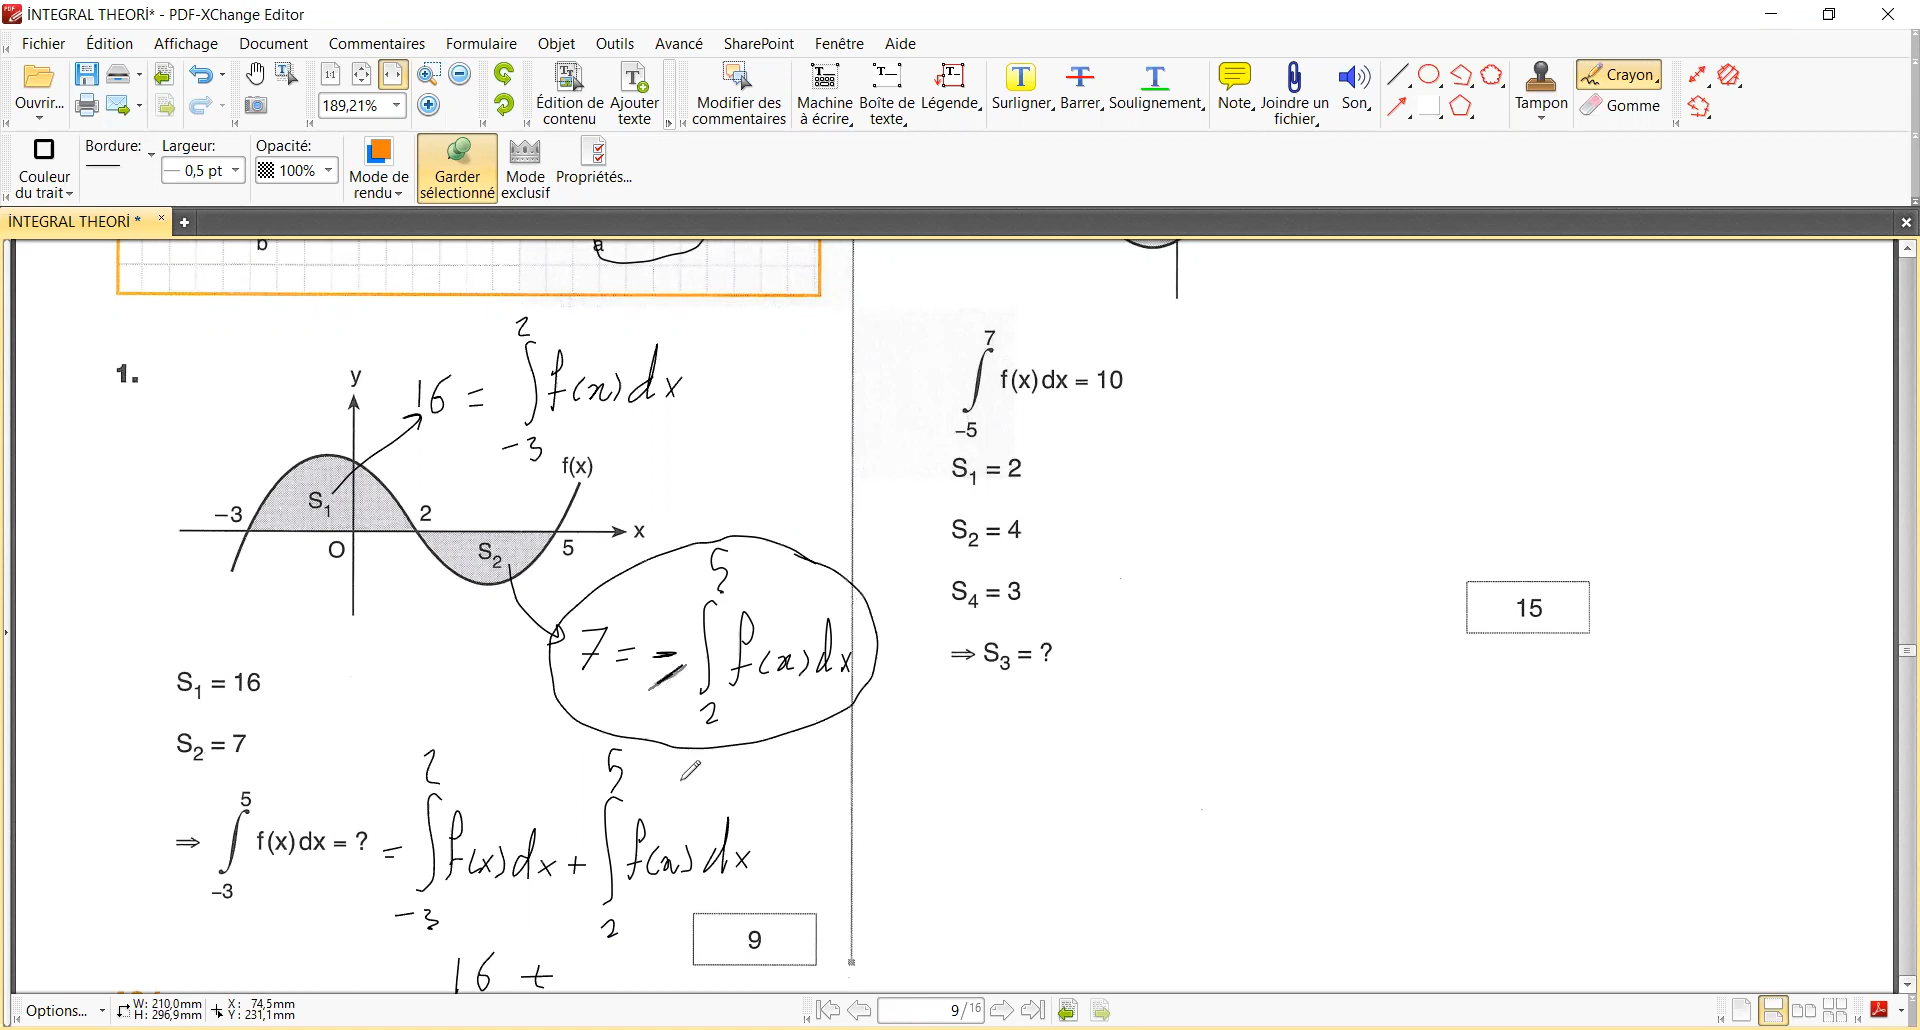 İNTEGRAL THEORİ* - PDF-XChange Editor
Fichier Édition Affichage Document Commentaires Formulaire Objet Outils Avancé SharePoint Fenêtre Aide
Ouvrir...
1:1
189,21%
Édition de contenu
Ajouter texte
Modifier des commentaires
Machine à écrire
Boîte de texte
Légende
Surligner
Barrer
Soulignement
Note
Joindre un fichier
Son
Tampon
Crayon
Gomme
Couleur du trait
Bordure:
Largeur:
0,5 pt
Opacité:
100%
Mode de rendu
Garder sélectionné
Mode exclusif
Propriétés...
İNTEGRAL THEORİ *
b a
1.
y
16 = ∫_{-3}^{2} f(x)dx
f(x)
S₁
-3 2
x
O
S₂
5
7 = - ∫_{2}^{5} f(x)dx
S₁ = 16
S₂ = 7
⇒ ∫_{-3}^{5} f(x)dx = ? = ∫_{-3}^{2} f(x)dx + ∫_{2}^{5} f(x)dx
9
16 +
∫_{-5}^{7} f(x)dx = 10
S₁ = 2
S₂ = 4
S₄ = 3
⇒ S₃ = ?
15
Options...
W: 210,0mm
H: 296,9mm
X: 74,5mm
Y: 231,1mm
9/16